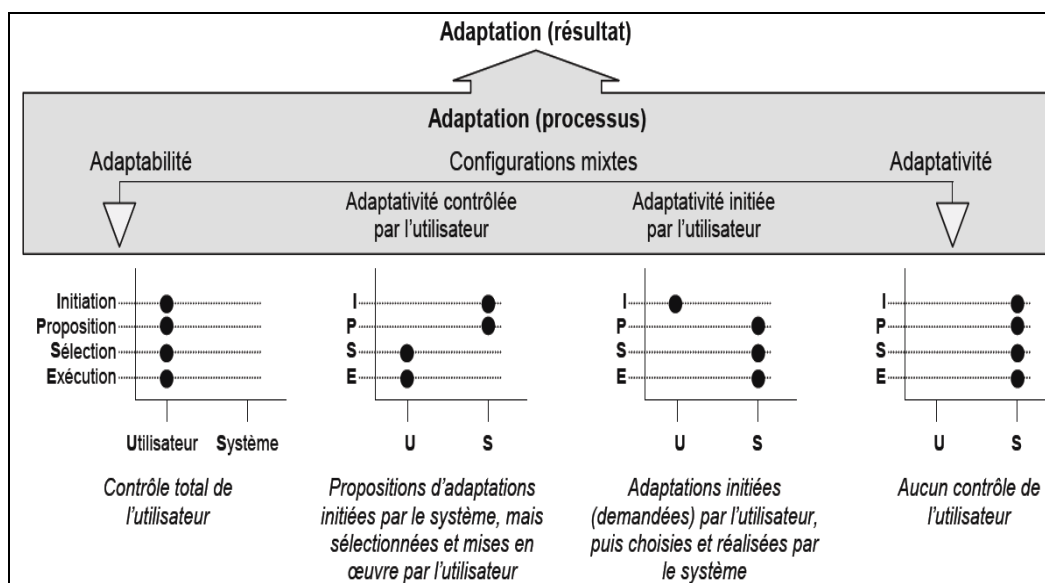 Adaptation (résultat)
Adaptation (processus)
Adaptabilité
Configurations mixtes
Adaptativité
Adaptativité contrôlée
par l'utilisateur
Adaptativité initiée
par l'utilisateur
Initiation
Proposition
Sélection
Exécution
Utilisateur Système
Contrôle total de
l'utilisateur
I
P
S
E
U S
Propositions d'adaptations
initiées par le système, mais
sélectionnées et mises en
œuvre par l'utilisateur
I
P
S
E
U S
Adaptations initiées
(demandées) par l'utilisateur,
puis choisies et réalisées par
le système
I
P
S
E
U S
Aucun contrôle de
l'utilisateur